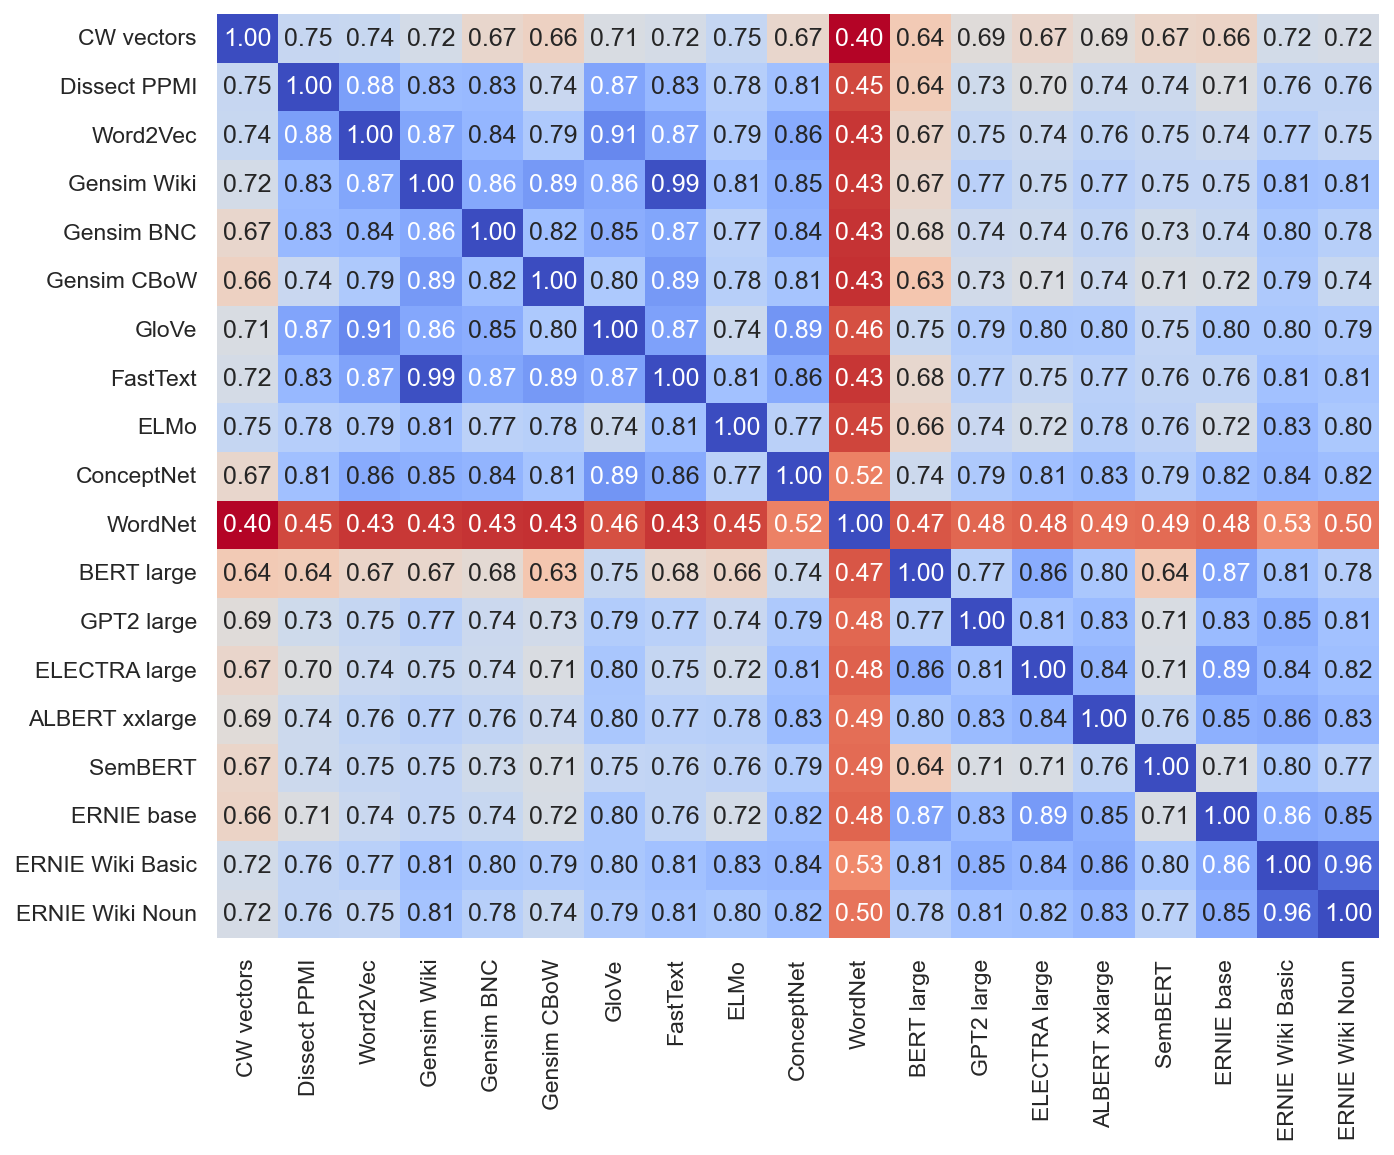 CW vectors 1.00 0.75 0.74 0.72 0.67 0.66 0.71 0.72 0.75 0.67 0.40 0.64 0.69 0.67 0.69 0.67 0.66 0.72 0.72
Dissect PPMI 0.75 1.00 0.88 0.83 0.83 0.74 0.87 0.83 0.78 0.81 0.45 0.64 0.73 0.70 0.74 0.74 0.71 0.76 0.76
Word2Vec 0.74 0.88 1.00 0.87 0.84 0.79 0.91 0.87 0.79 0.86 0.43 0.67 0.75 0.74 0.76 0.75 0.74 0.77 0.75
Gensim Wiki 0.72 0.83 0.87 1.00 0.86 0.89 0.86 0.99 0.81 0.85 0.43 0.67 0.77 0.75 0.77 0.75 0.75 0.81 0.81
Gensim BNC 0.67 0.83 0.84 0.86 1.00 0.82 0.85 0.87 0.77 0.84 0.43 0.68 0.74 0.74 0.76 0.73 0.74 0.80 0.78
Gensim CBoW 0.66 0.74 0.79 0.89 0.82 1.00 0.80 0.89 0.78 0.81 0.43 0.63 0.73 0.71 0.74 0.71 0.72 0.79 0.74
GloVe 0.71 0.87 0.91 0.86 0.85 0.80 1.00 0.87 0.74 0.89 0.46 0.75 0.79 0.80 0.80 0.75 0.80 0.80 0.79
FastText 0.72 0.83 0.87 0.99 0.87 0.89 0.87 1.00 0.81 0.86 0.43 0.68 0.77 0.75 0.77 0.76 0.76 0.81 0.81
ELMo 0.75 0.78 0.79 0.81 0.77 0.78 0.74 0.81 1.00 0.77 0.45 0.66 0.74 0.72 0.78 0.76 0.72 0.83 0.80
ConceptNet 0.67 0.81 0.86 0.85 0.84 0.81 0.89 0.86 0.77 1.00 0.52 0.74 0.79 0.81 0.83 0.79 0.82 0.84 0.82
WordNet 0.40 0.45 0.43 0.43 0.43 0.43 0.46 0.43 0.45 0.52 1.00 0.47 0.48 0.48 0.49 0.49 0.48 0.53 0.50
BERT large 0.64 0.64 0.67 0.67 0.68 0.63 0.75 0.68 0.66 0.74 0.47 1.00 0.77 0.86 0.80 0.64 0.87 0.81 0.78
GPT2 large 0.69 0.73 0.75 0.77 0.74 0.73 0.79 0.77 0.74 0.79 0.48 0.77 1.00 0.81 0.83 0.71 0.83 0.85 0.81
ELECTRA large 0.67 0.70 0.74 0.75 0.74 0.71 0.80 0.75 0.72 0.81 0.48 0.86 0.81 1.00 0.84 0.71 0.89 0.84 0.82
ALBERT xxlarge 0.69 0.74 0.76 0.77 0.76 0.74 0.80 0.77 0.78 0.83 0.49 0.80 0.83 0.84 1.00 0.76 0.85 0.86 0.83
SemBERT 0.67 0.74 0.75 0.75 0.73 0.71 0.75 0.76 0.76 0.79 0.49 0.64 0.71 0.71 0.76 1.00 0.71 0.80 0.77
ERNIE base 0.66 0.71 0.74 0.75 0.74 0.72 0.80 0.76 0.72 0.82 0.48 0.87 0.83 0.89 0.85 0.71 1.00 0.86 0.85
ERNIE Wiki Basic 0.72 0.76 0.77 0.81 0.80 0.79 0.80 0.81 0.83 0.84 0.53 0.81 0.85 0.84 0.86 0.80 0.86 1.00 0.96
ERNIE Wiki Noun 0.72 0.76 0.75 0.81 0.78 0.74 0.79 0.81 0.80 0.82 0.50 0.78 0.81 0.82 0.83 0.77 0.85 0.96 1.00
CW vectors
Dissect PPMI
Word2Vec
Gensim Wiki
Gensim BNC
Gensim CBoW
GloVe
FastText
ELMo
ConceptNet
WordNet
BERT large
GPT2 large
ELECTRA large
ALBERT xxlarge
SemBERT
ERNIE base
ERNIE Wiki Basic
ERNIE Wiki Noun